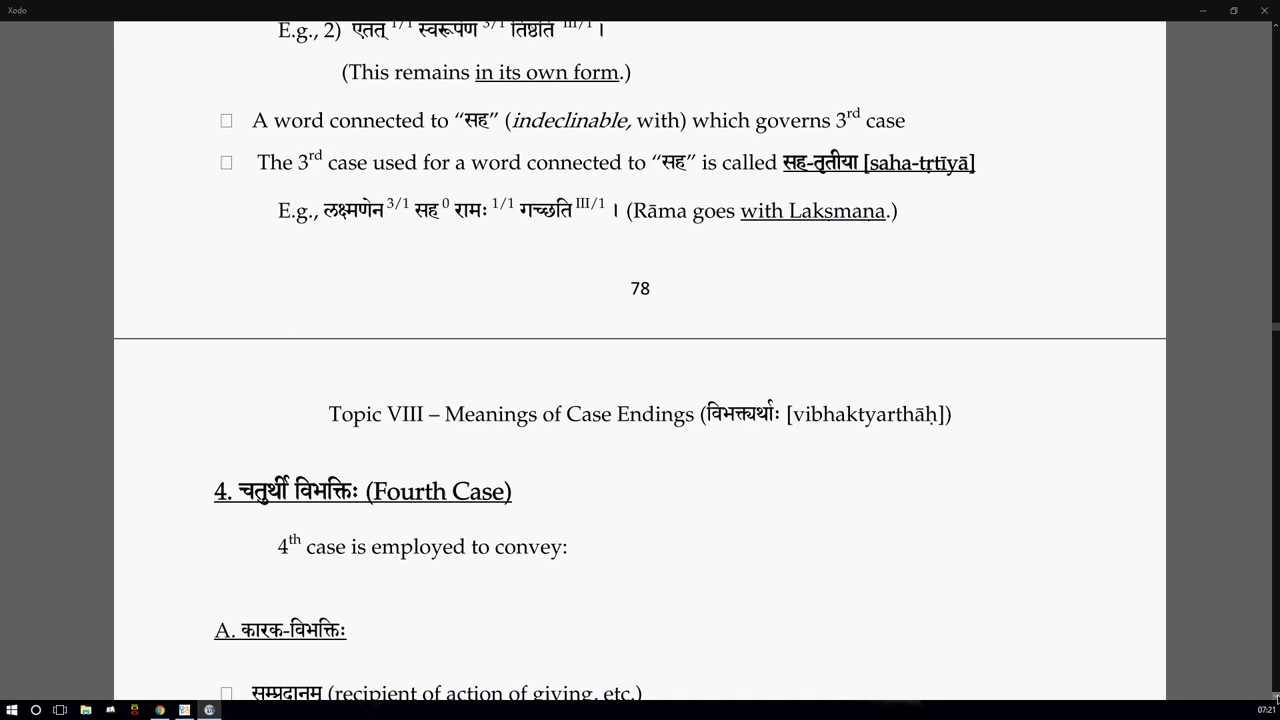 Xodo
E.g., 2) एतत् 1/1 स्वरूपेण 3/1 तिष्ठति III/1 ।
(This remains in its own form.)
A word connected to “सह” (indeclinable, with) which governs 3rd case
The 3rd case used for a word connected to “सह” is called सह-तृतीया [saha-tṛtīyā]
E.g., लक्ष्मणेन 3/1 सह 0 रामः 1/1 गच्छति III/1 । (Rāma goes with Lakṣmaṇa.)
78
Topic VIII – Meanings of Case Endings (विभक्त्यर्थाः [vibhaktyarthāḥ])
4. चतुर्थी विभक्तिः (Fourth Case)
4th case is employed to convey:
A. कारक-विभक्तिः
सम्प्रदानम् (recipient of action of giving, etc.)
07:21